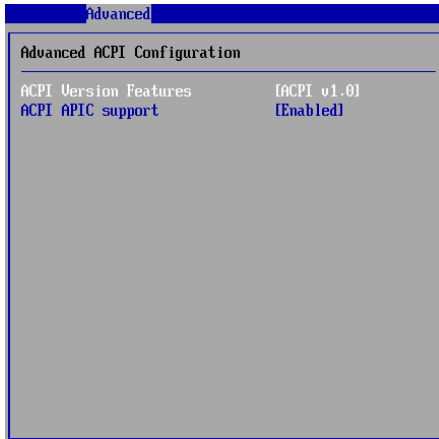 Advanced
Advanced ACPI Configuration
ACPI Version Features [ACPI v1.0]
ACPI APIC support [Enabled]